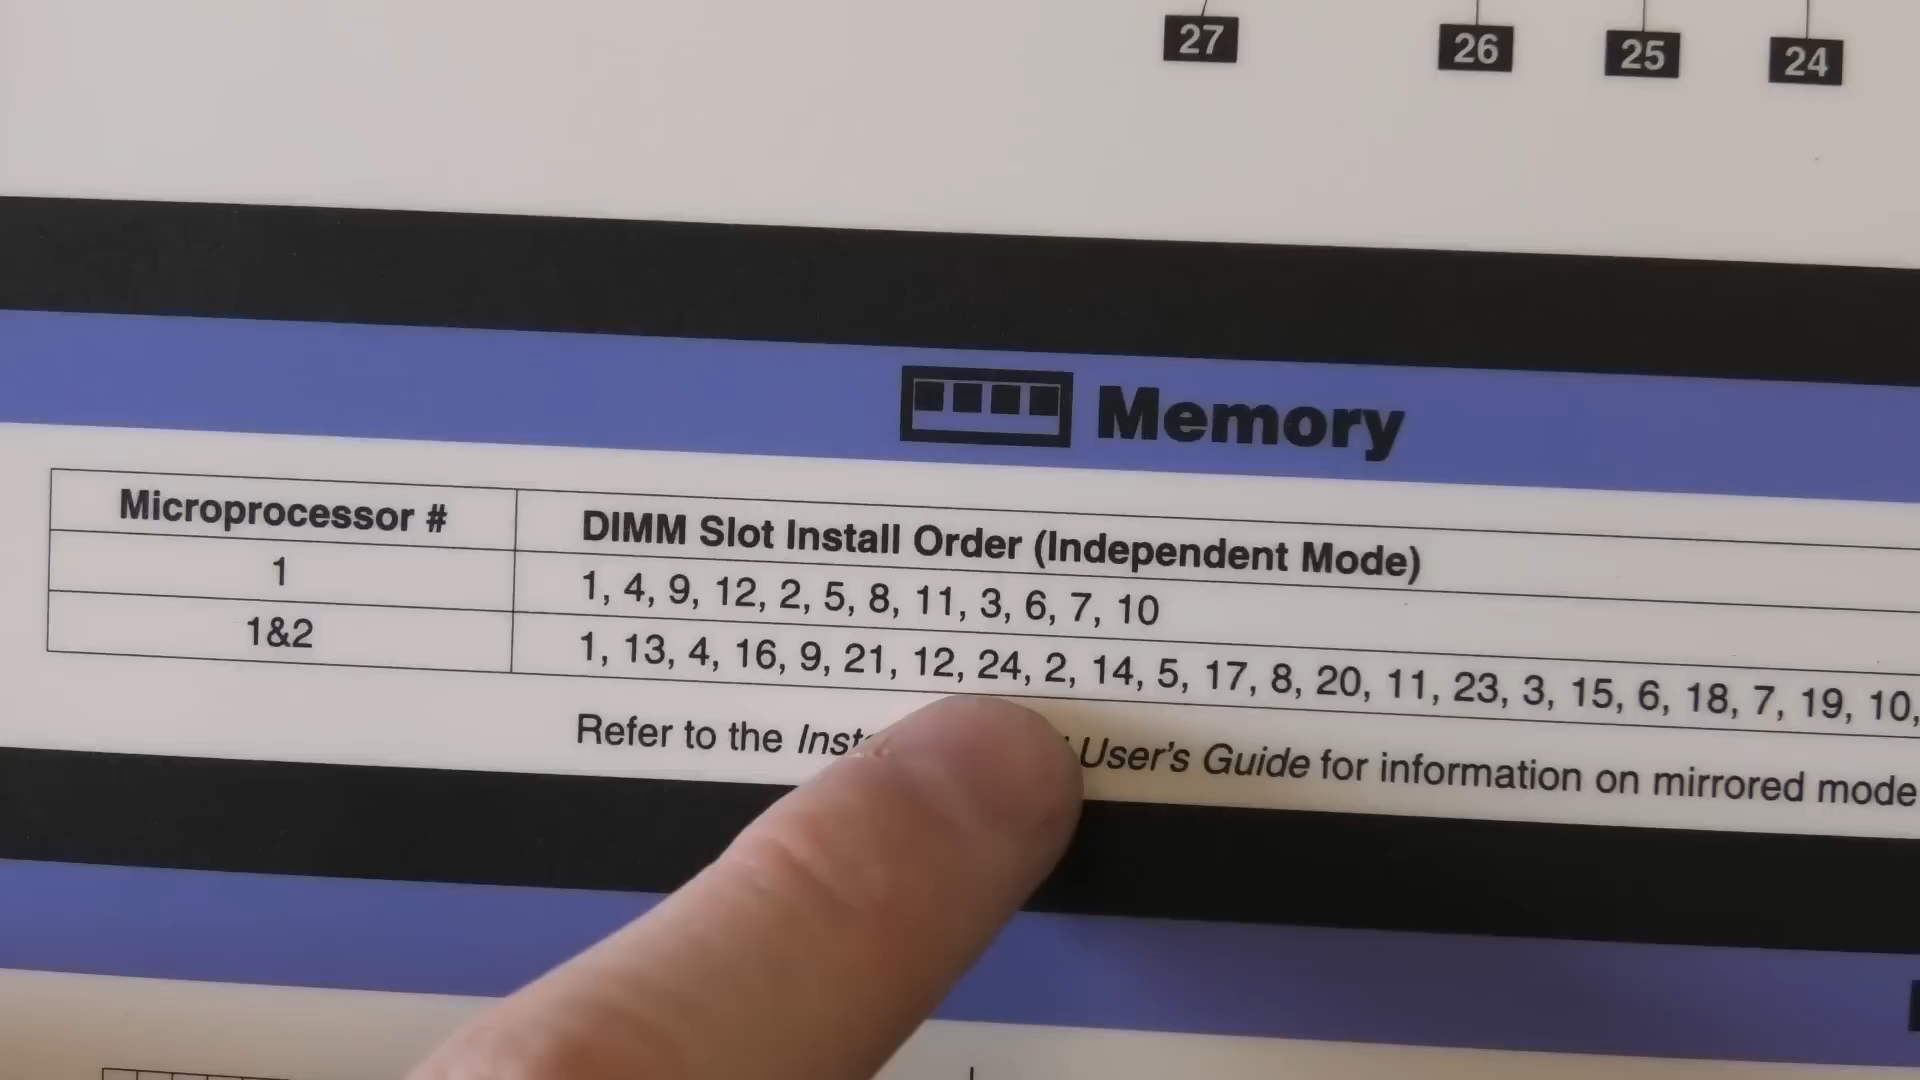 27 26 25 24
Memory
Microprocessor # DIMM Slot Install Order (Independent Mode)
1 1, 4, 9, 12, 2, 5, 8, 11, 3, 6, 7, 10
1&2 1, 13, 4, 16, 9, 21, 12, 24, 2, 14, 5, 17, 8, 20, 11, 23, 3, 15, 6, 18, 7, 19, 10,
Refer to the User's Guide for information on mirrored mode